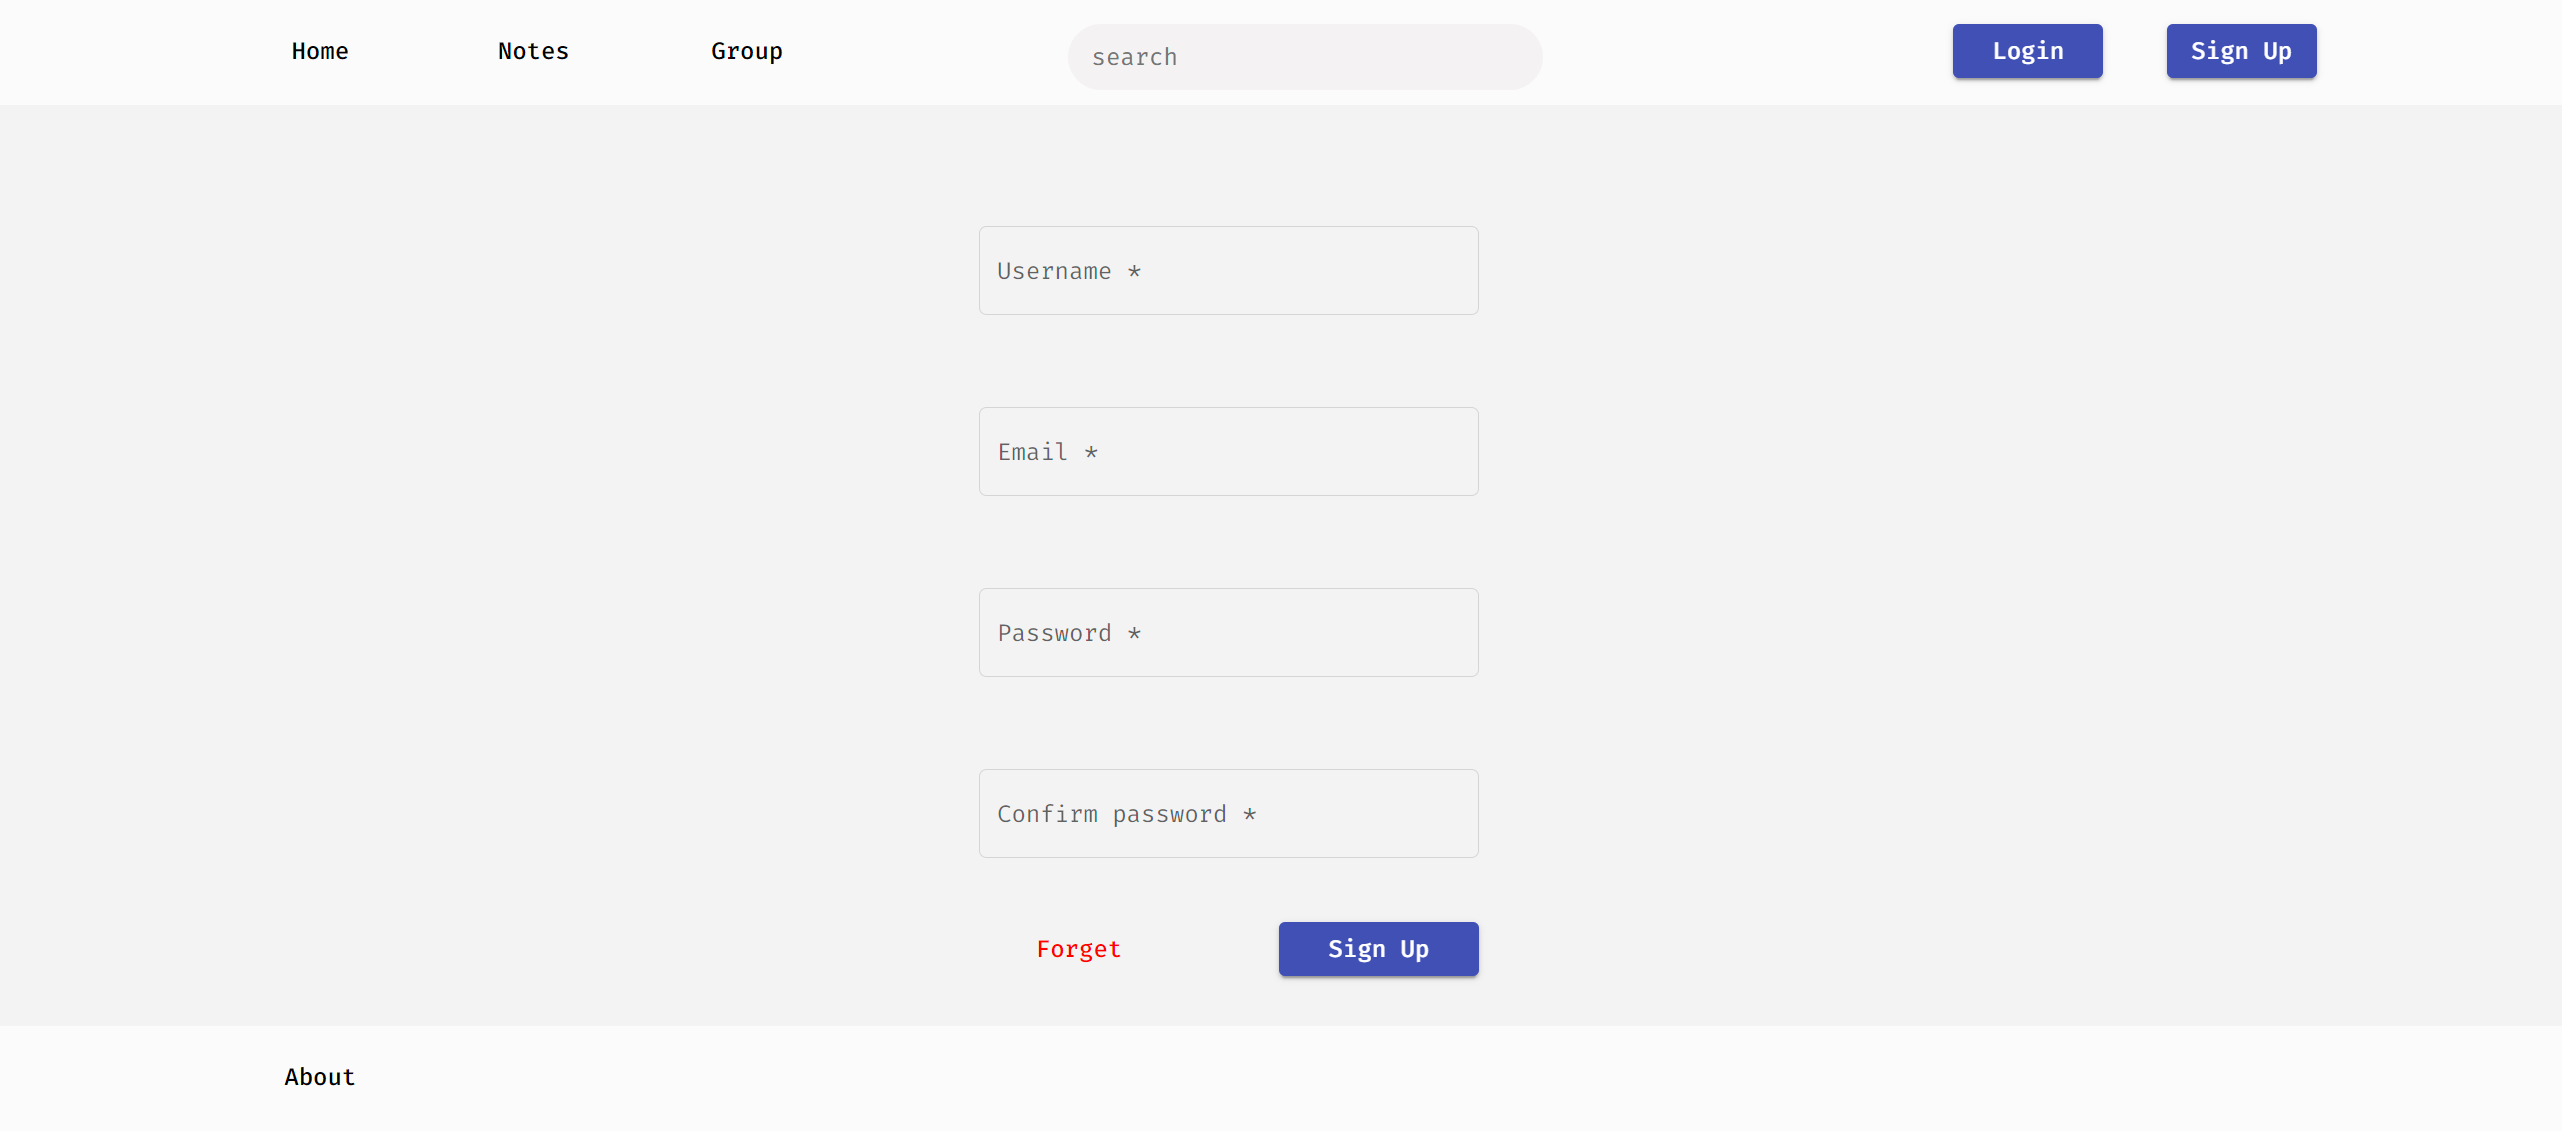 Home Notes Group search Login Sign Up
Username *
Email *
Password *
Confirm password *
Forget Sign Up
About